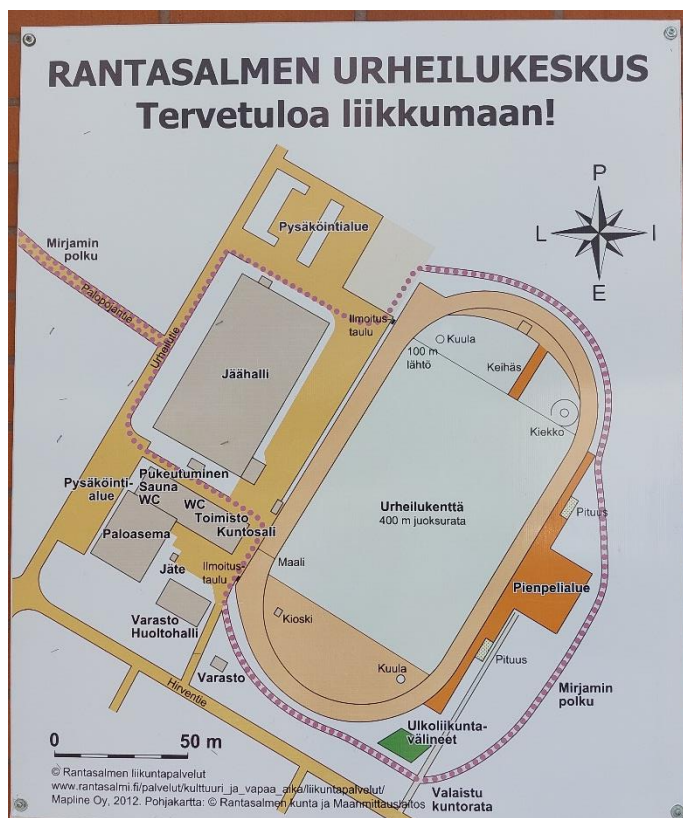 RANTASALMEN URHEILUKESKUS
Tervetuloa liikkumaan!
P
L
I
E
Pysäköintialue
Mirjamin
polku
Palopojantie
Urheilutie
Ilmoitus-
taulu
Jäähalli
Kuula
100 m
lähtö
Keihäs
Kiekko
Pysäköinti-
alue
Pukeutuminen
Sauna
WC
WC
Toimisto
Kuntosali
Paloasema
Urheilukenttä
400 m juoksurata
Pituus
Jäte
Ilmoitus-
taulu
Maali
Pienpelialue
Varasto
Huoltohalli
Kioski
Varasto
Kuula
Pituus
Mirjamin
polku
Hirventie
Ulkoliikunta-
välineet
0 50 m
Valaistu
kuntorata
© Rantasalmen liikuntapalvelut
www.rantasalmi.fi/palvelut/kulttuuri_ja_vapaa_aika/liikuntapalvelut/
Mapline Oy, 2012. Pohjakartta: © Rantasalmen kunta ja Maanmittauslaitos